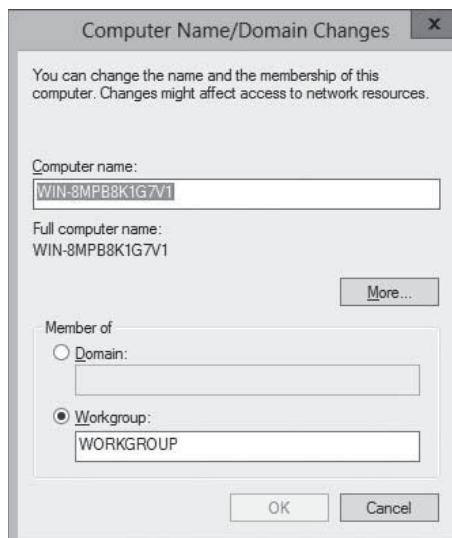 Computer Name/Domain Changes
x
You can change the name and the membership of this
computer. Changes might affect access to network resources.
Computer name:
WIN-8MPB8K1G7V1
Full computer name:
WIN-8MPB8K1G7V1
More...
Member of
Domain:
Workgroup:
WORKGROUP
OK
Cancel